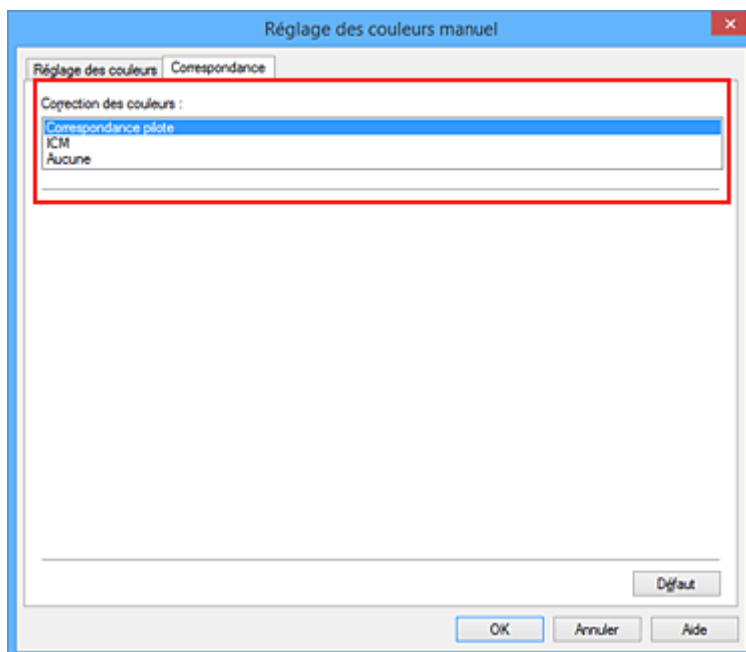 Réglage des couleurs manuel
Réglage des couleurs Correspondance
Correction des couleurs :
Correspondance pilote
ICM
Aucune
Défaut
OK Annuler Aide